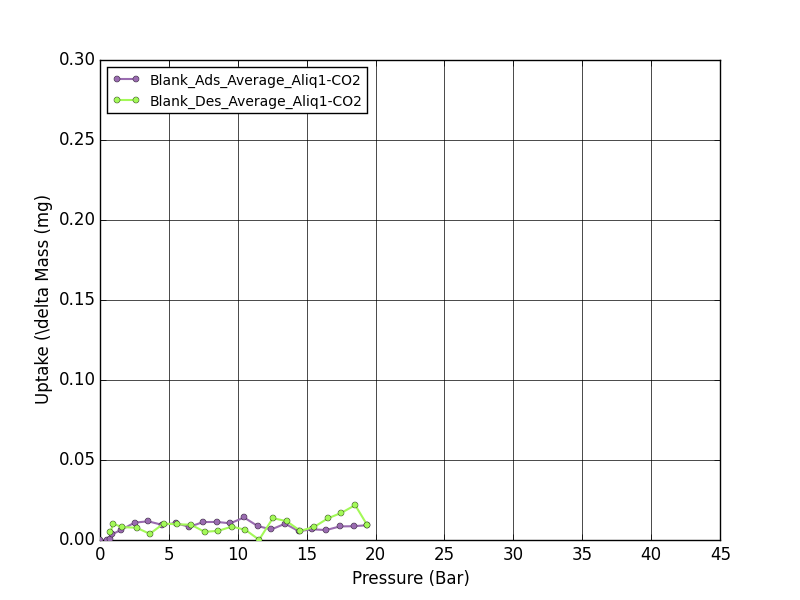 Blank_Ads_Average_Aliq1-CO2
Blank_Des_Average_Aliq1-CO2
0.30
0.25
0.20
0.15
0.10
0.05
0.00
Uptake (\delta Mass (mg)
0 5 10 15 20 25 30 35 40 45
Pressure (Bar)